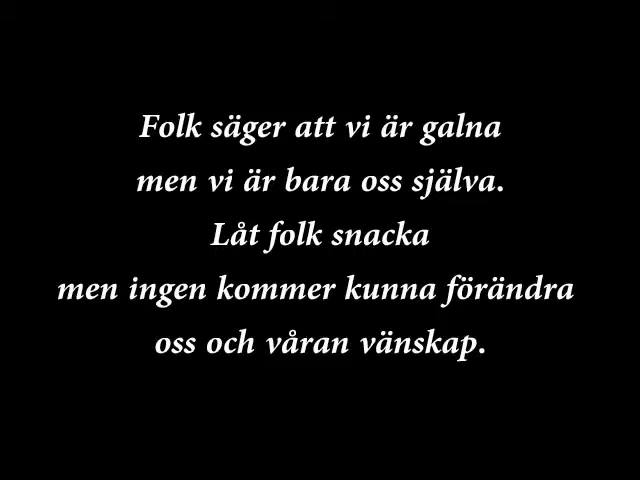 Folk säger att vi är galna
men vi är bara oss själva.
Låt folk snacka
men ingen kommer kunna förändra
oss och våran vänskap.